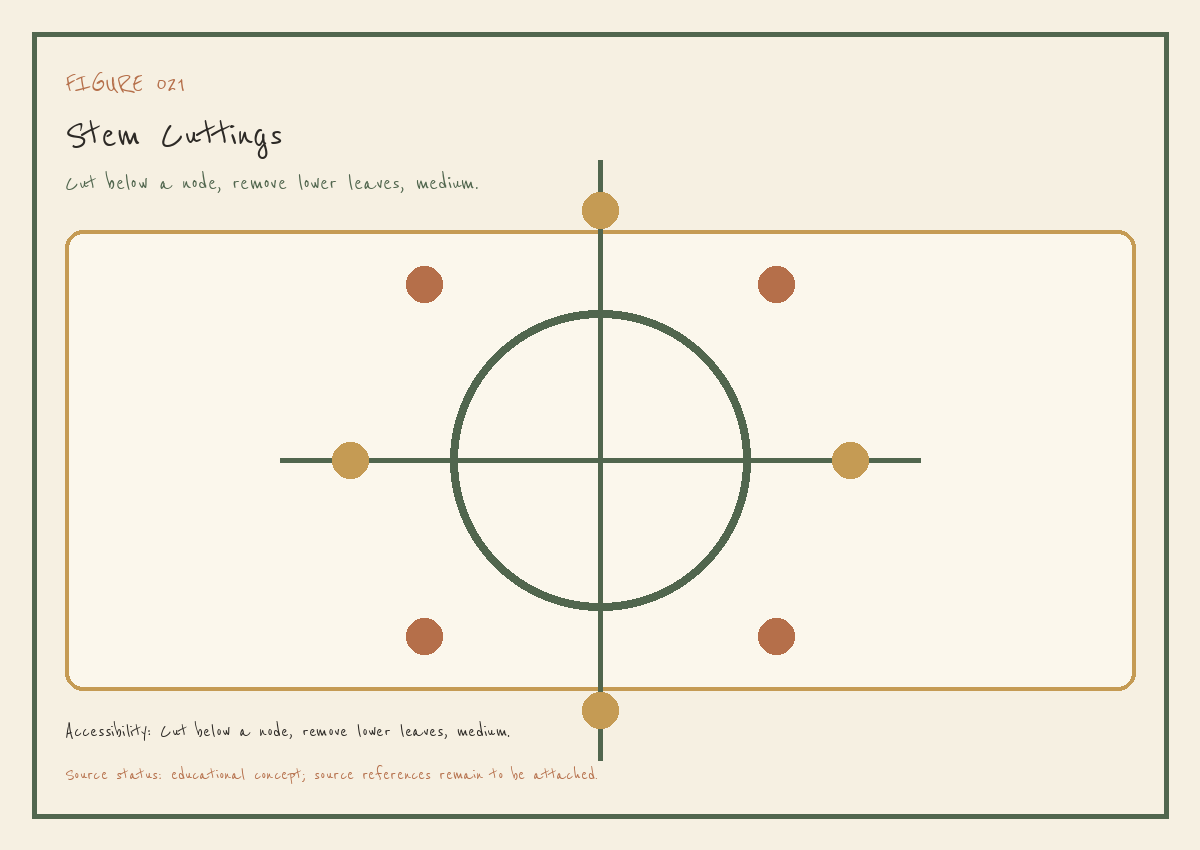 FIGURE 021
Stem Cuttings
Cut below a node, remove lower leaves, medium.
Accessibility: Cut below a node, remove lower leaves, medium.
Source status: educational concept; source references remain to be attached.